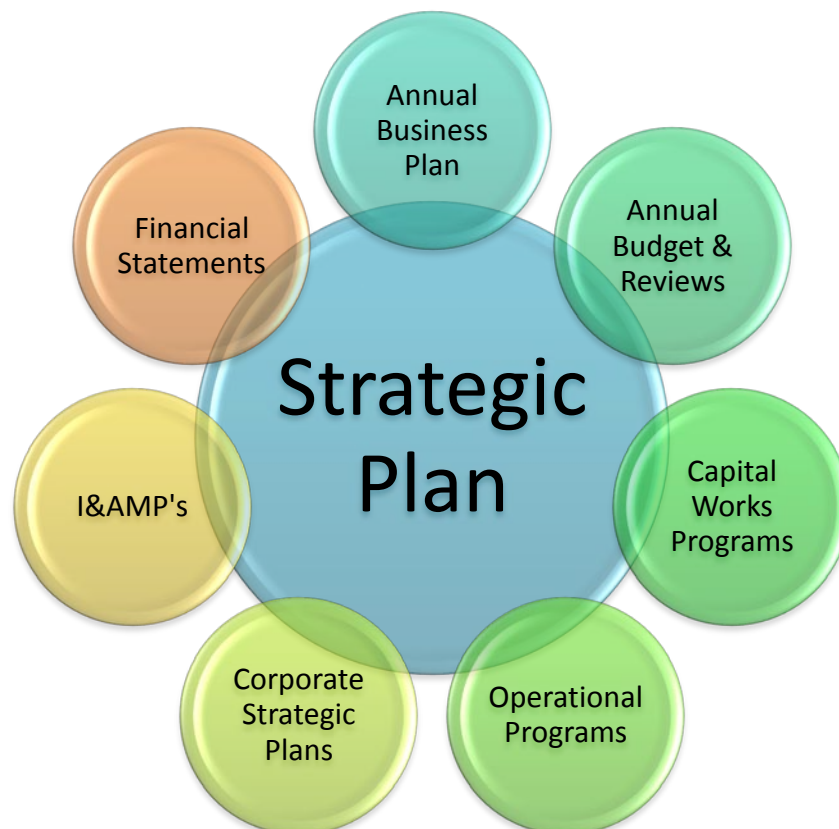 Annual
Business
Plan
Annual
Budget &
Reviews
Capital
Works
Programs
Operational
Programs
Corporate
Strategic
Plans
I&AMP's
Financial
Statements
Strategic
Plan